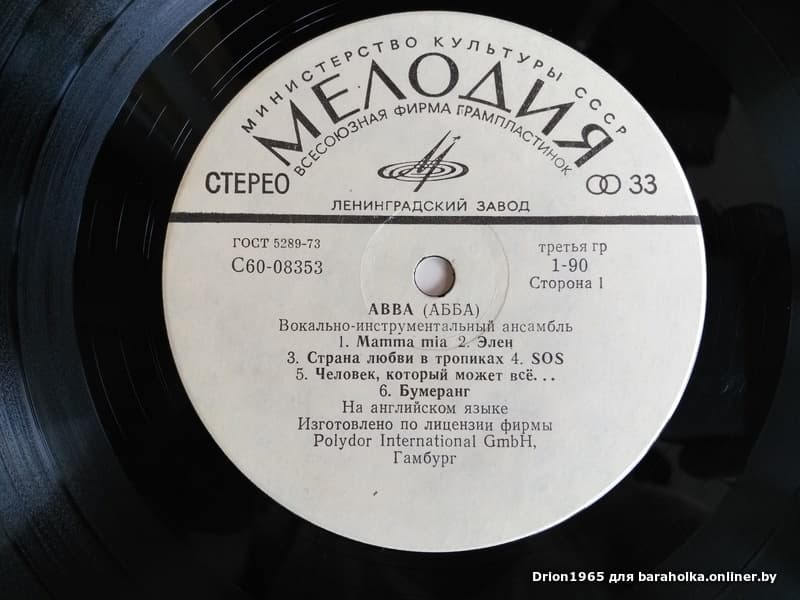 МИНИСТЕРСТВО КУЛЬТУРЫ СССР
МЕЛОДИЯ
ВСЕСОЮЗНАЯ ФИРМА ГРАМПЛАСТИНОК
СТЕРЕО
33
ЛЕНИНГРАДСКИЙ ЗАВОД
ГОСТ 5289-73
третья гр
С60-08353
1-90
Сторона 1
ABBA (АББА)
Вокально-инструментальный ансамбль
1. Mamma mia 2. Элен
3. Страна любви в тропиках 4. SOS
5. Человек, который может всё...
6. Бумеранг
На английском языке
Изготовлено по лицензии фирмы
Polydor International GmbH,
Гамбург
Drion1965 для baraholka.onliner.by